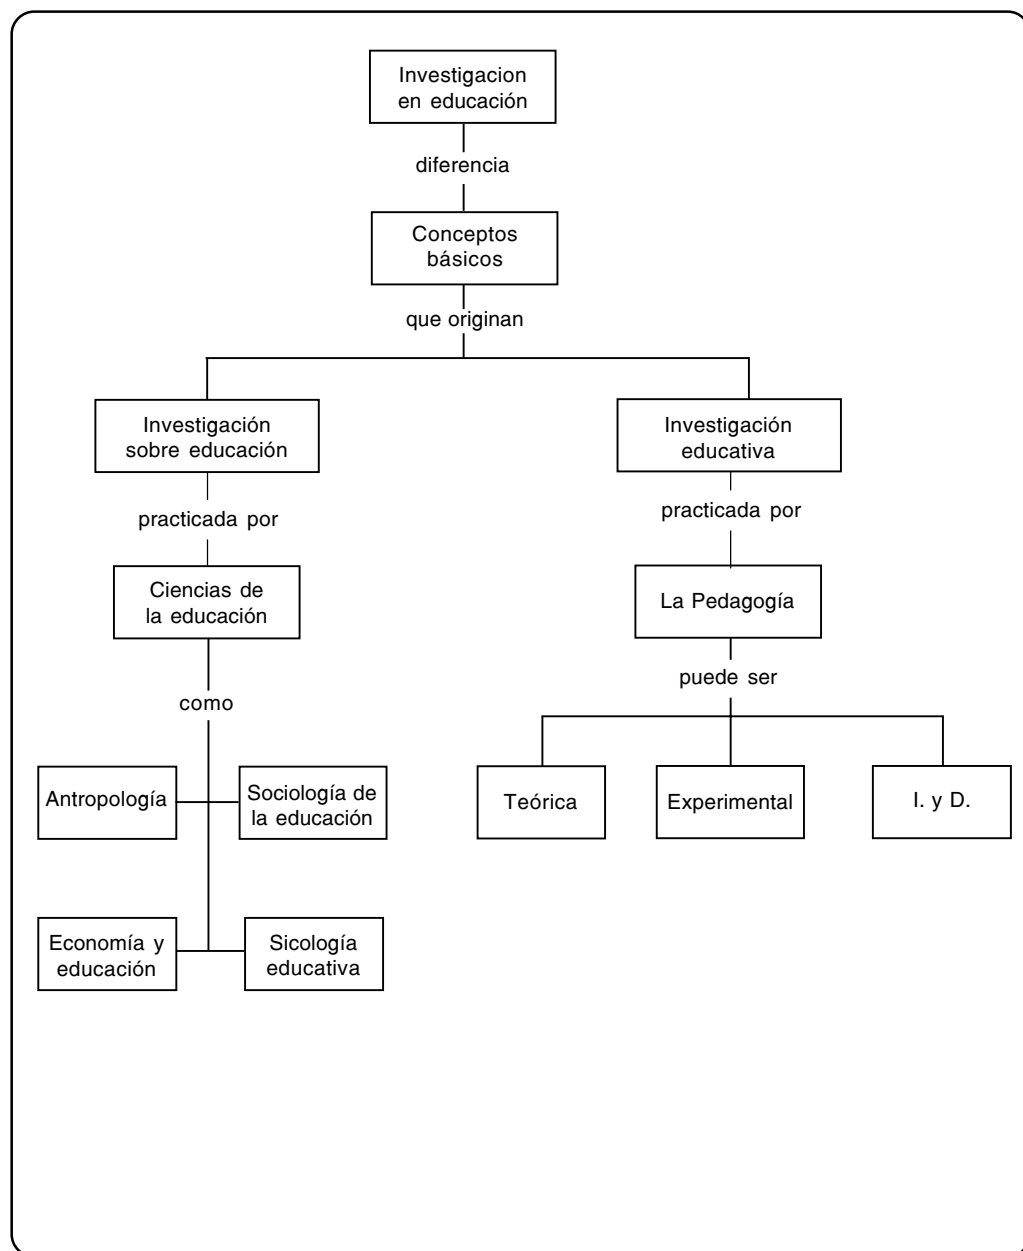 Investigacion
en educación
diferencia
Conceptos
básicos
que originan
Investigación
sobre educación
practicada por
Ciencias de
la educación
como
Antropología
Sociología de
la educación
Economía y
educación
Sicología
educativa
Investigación
educativa
practicada por
La Pedagogía
puede ser
Teórica
Experimental
I. y D.